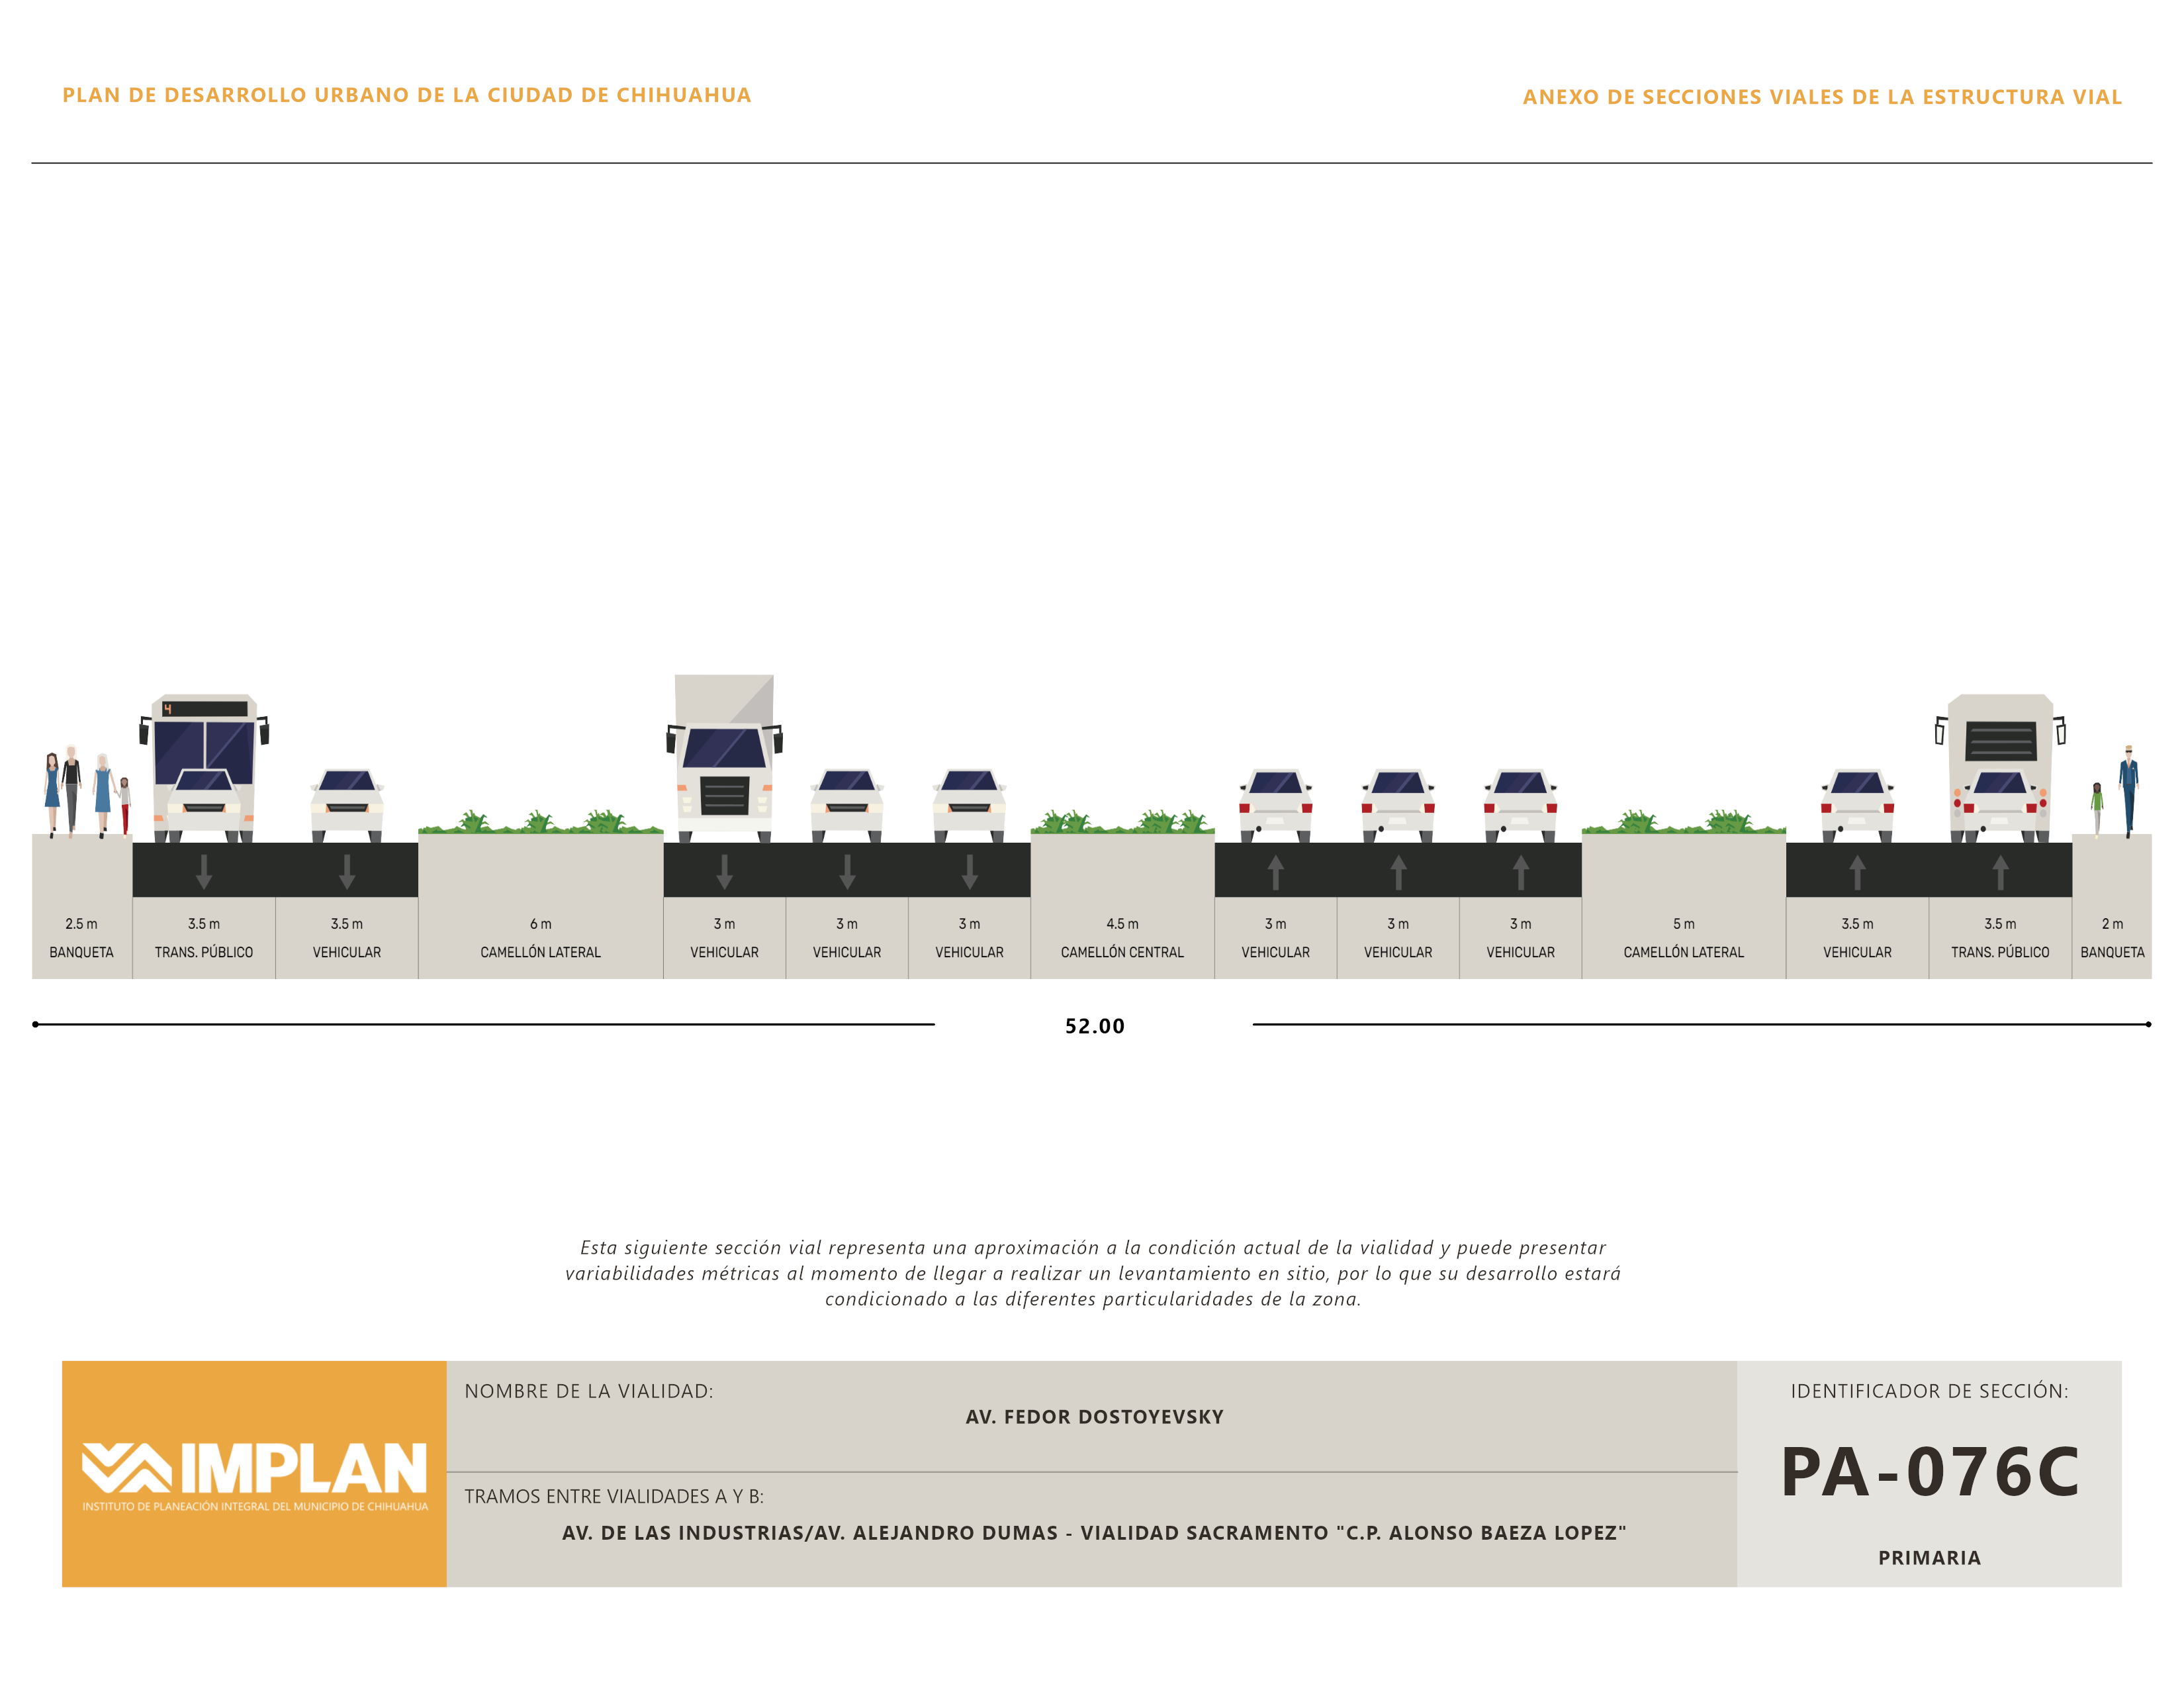 PLAN DE DESARROLLO URBANO DE LA CIUDAD DE CHIHUAHUA
ANEXO DE SECCIONES VIALES DE LA ESTRUCTURA VIAL
4
2.5 m
BANQUETA
3.5 m
TRANS. PÚBLICO
3.5 m
VEHICULAR
6 m
CAMELLÓN LATERAL
3 m
VEHICULAR
3 m
VEHICULAR
3 m
VEHICULAR
4.5 m
CAMELLÓN CENTRAL
3 m
VEHICULAR
3 m
VEHICULAR
3 m
VEHICULAR
5 m
CAMELLÓN LATERAL
3.5 m
VEHICULAR
3.5 m
TRANS. PÚBLICO
2 m
BANQUETA
52.00
Esta siguiente sección vial representa una aproximación a la condición actual de la vialidad y puede presentar
variabilidades métricas al momento de llegar a realizar un levantamiento en sitio, por lo que su desarrollo estará
condicionado a las diferentes particularidades de la zona.
IMPLAN
INSTITUTO DE PLANEACIÓN INTEGRAL DEL MUNICIPIO DE CHIHUAHUA
NOMBRE DE LA VIALIDAD:
AV. FEDOR DOSTOYEVSKY
TRAMOS ENTRE VIALIDADES A Y B:
AV. DE LAS INDUSTRIAS/AV. ALEJANDRO DUMAS - VIALIDAD SACRAMENTO "C.P. ALONSO BAEZA LOPEZ"
IDENTIFICADOR DE SECCIÓN:
PA-076C
PRIMARIA